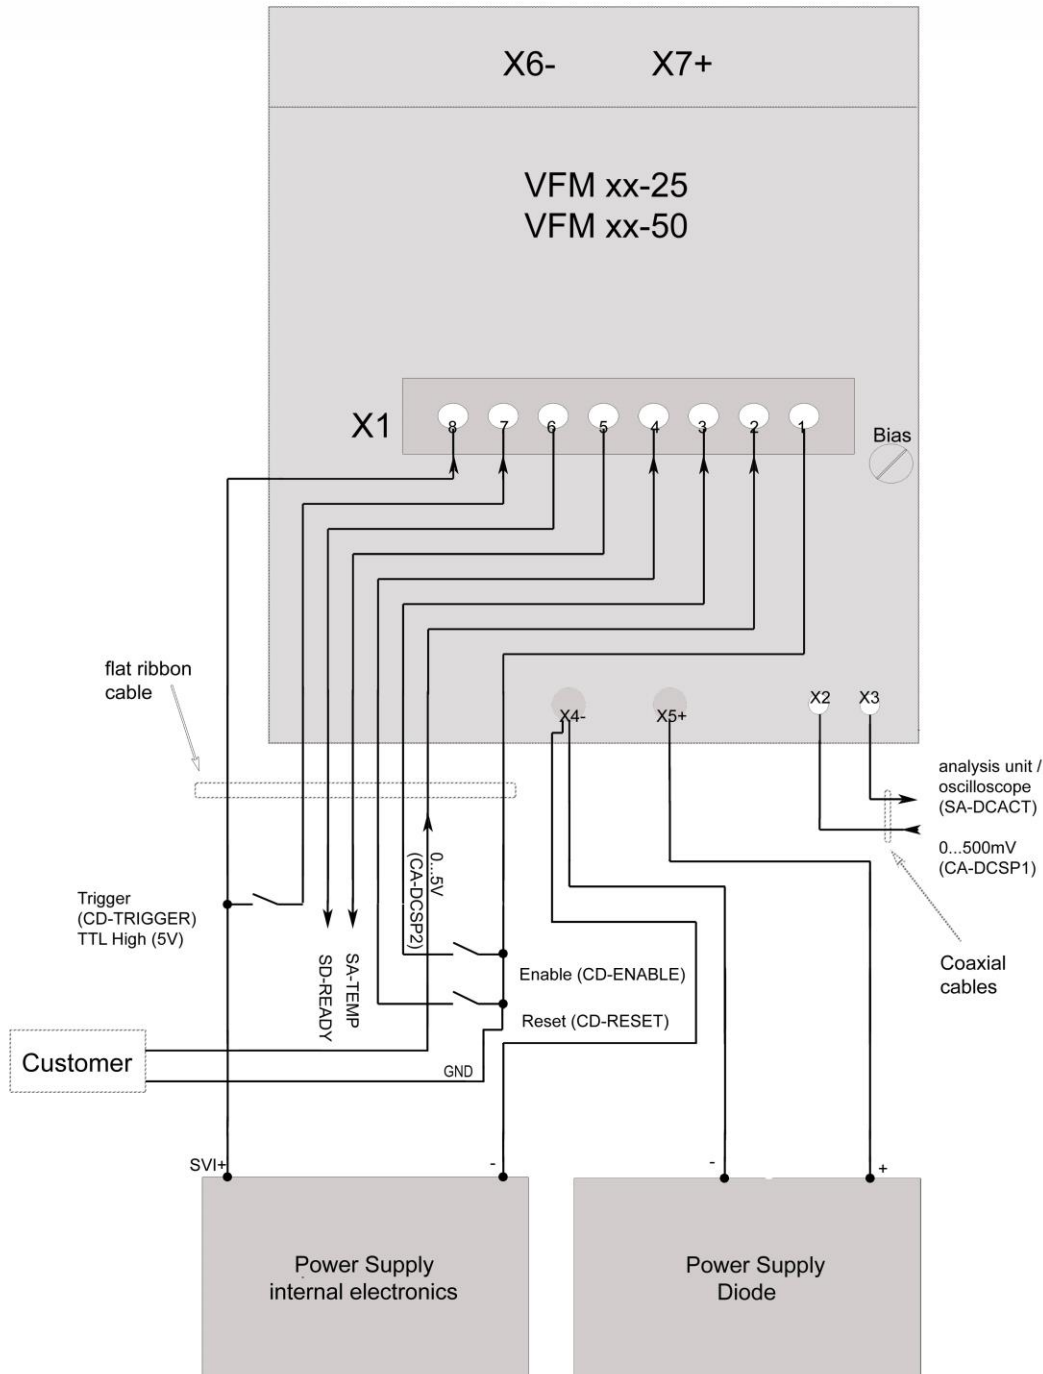 X6- X7+
VFM xx-25
VFM xx-50
X1
8 7 6 5 4 3 2 1
Bias
flat ribbon
cable
X4- X5+ X2 X3
analysis unit /
oscilloscope
(SA-DCACT)
0...500mV
(CA-DCSP1)
0...5V
(CA-DCSP2)
Trigger
(CD-TRIGGER)
TTL High (5V)
SD-READY
SA-TEMP
Enable (CD-ENABLE)
Coaxial
cables
Reset (CD-RESET)
Customer
GND
SVI+ - - +
Power Supply
internal electronics
Power Supply
Diode